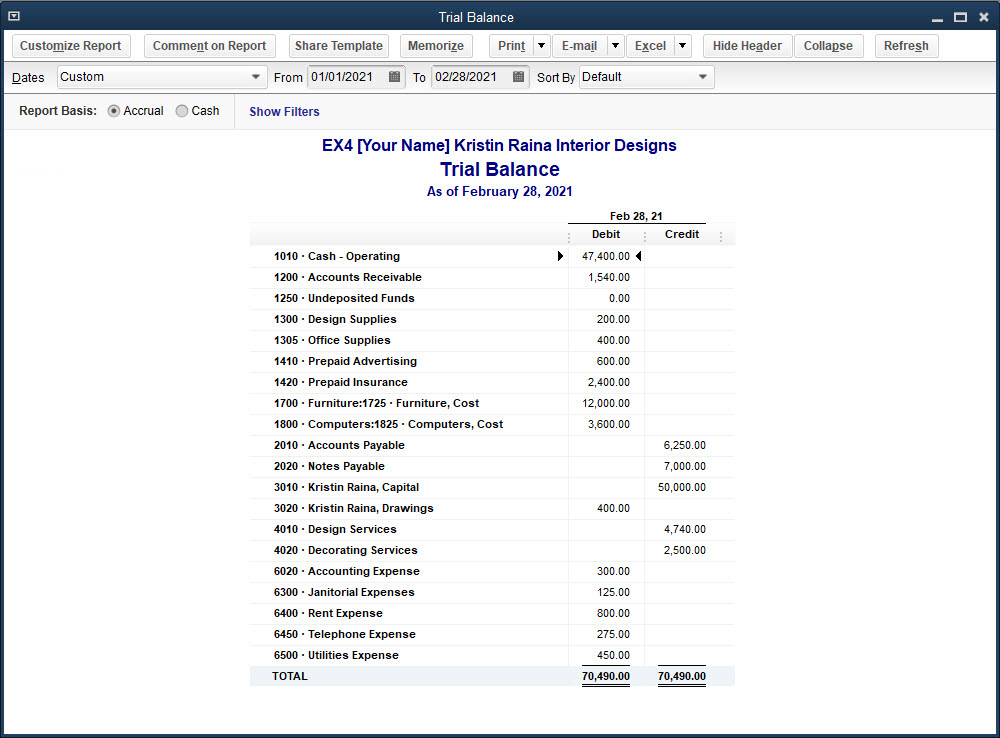 Trial Balance
Customize Report Comment on Report Share Template Memorize Print E-mail Excel Hide Header Collapse Refresh
Dates Custom From 01/01/2021 To 02/28/2021 Sort By Default
Report Basis: Accrual Cash Show Filters
EX4 [Your Name] Kristin Raina Interior Designs
Trial Balance
As of February 28, 2021
Feb 28, 21
Debit Credit
1010 · Cash - Operating 47,400.00
1200 · Accounts Receivable 1,540.00
1250 · Undeposited Funds 0.00
1300 · Design Supplies 200.00
1305 · Office Supplies 400.00
1410 · Prepaid Advertising 600.00
1420 · Prepaid Insurance 2,400.00
1700 · Furniture:1725 · Furniture, Cost 12,000.00
1800 · Computers:1825 · Computers, Cost 3,600.00
2010 · Accounts Payable 6,250.00
2020 · Notes Payable 7,000.00
3010 · Kristin Raina, Capital 50,000.00
3020 · Kristin Raina, Drawings 400.00
4010 · Design Services 4,740.00
4020 · Decorating Services 2,500.00
6020 · Accounting Expense 300.00
6300 · Janitorial Expenses 125.00
6400 · Rent Expense 800.00
6450 · Telephone Expense 275.00
6500 · Utilities Expense 450.00
TOTAL 70,490.00 70,490.00